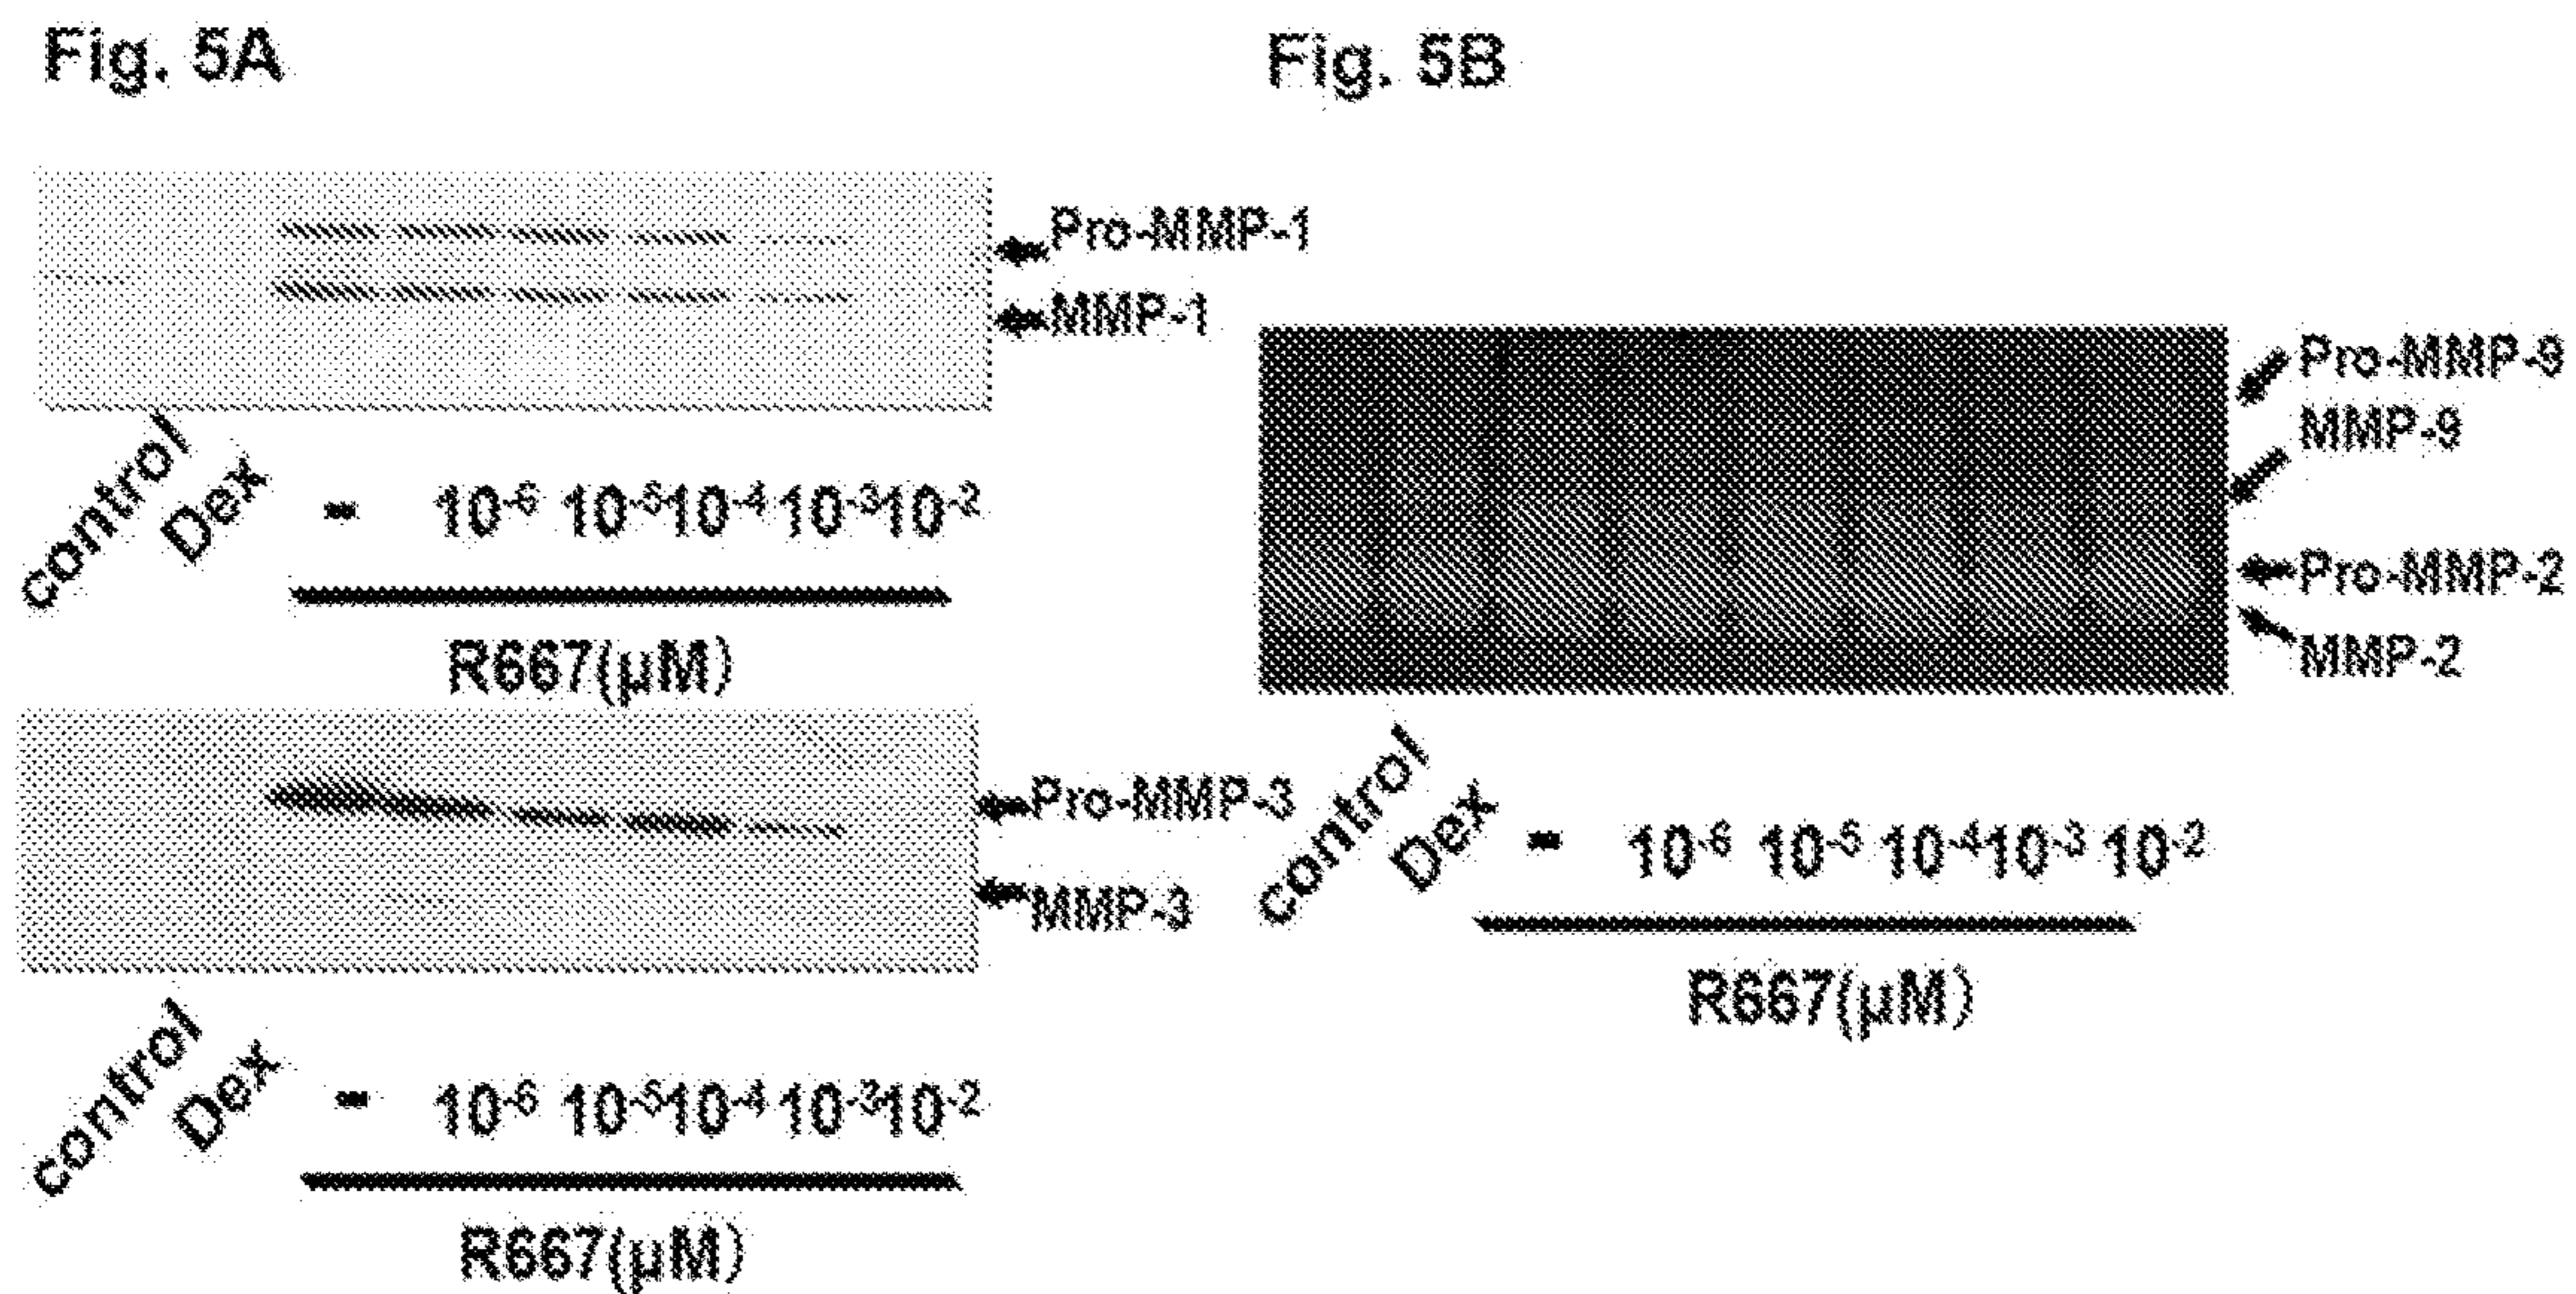 Fig. 5A
Pro-MMP-1
MMP-1
control Dex - 10-6 10-5 10-4 10-3 10-2
R667(μM)
Pro-MMP-3
MMP-3
control Dex - 10-6 10-5 10-4 10-3 10-2
R667(μM)
Fig. 5B
Pro-MMP-9
MMP-9
Pro-MMP-2
MMP-2
control Dex - 10-6 10-5 10-4 10-3 10-2
R667(μM)